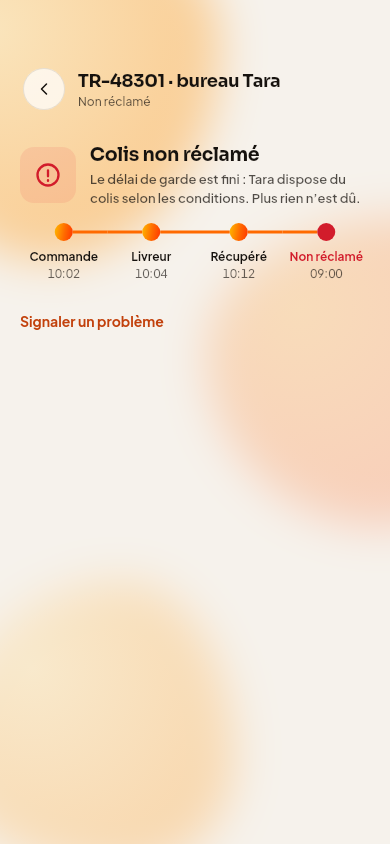 TR-48301 · bureau Tara
Non réclamé
Colis non réclamé
Le délai de garde est fini : Tara dispose du
colis selon les conditions. Plus rien n'est dû.
Commande
Livreur
Récupéré
Non réclamé
10:02
10:04
10:12
09:00
Signaler un problème